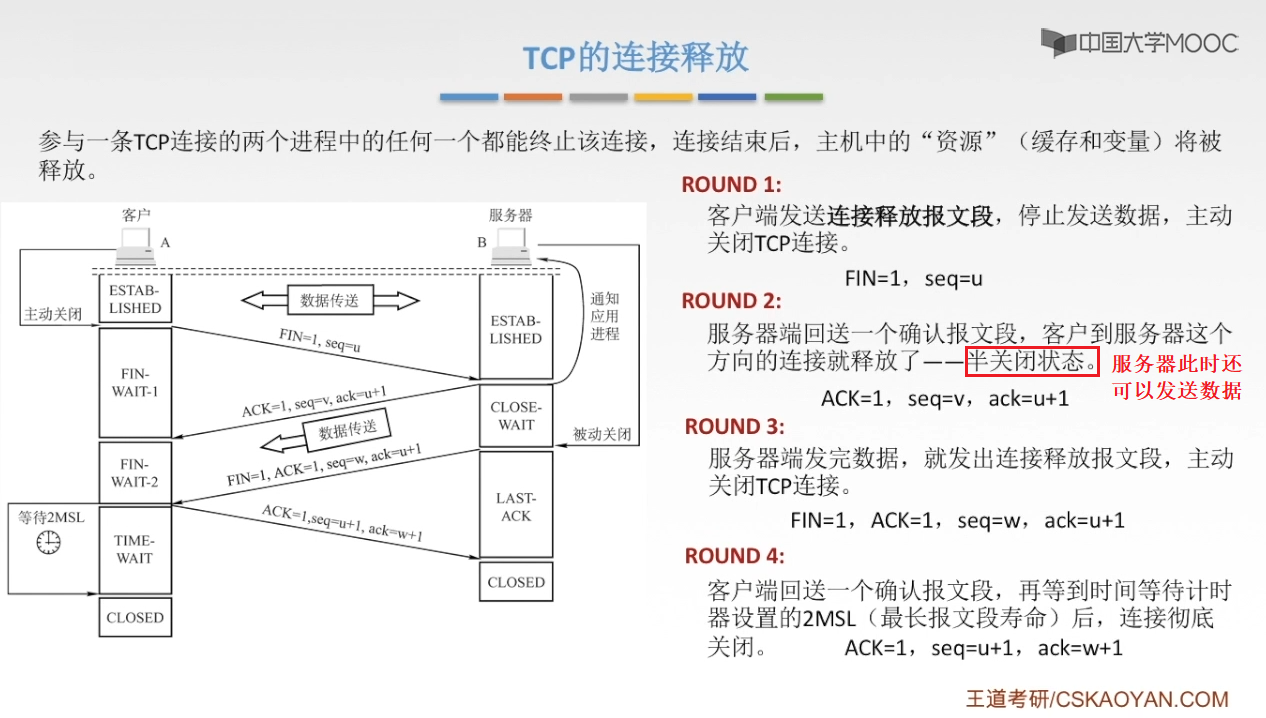 中国大学MOOC
TCP的连接释放
参与一条TCP连接的两个进程中的任何一个都能终止该连接，连接结束后，主机中的“资源”（缓存和变量）将被
释放。
客户
A
服务器
B
主动关闭
ESTAB-
LISHED
数据传送
ESTAB-
LISHED
通知
应用
进程
FIN=1, seq=u
FIN-
WAIT-1
ACK=1, seq=v, ack=u+1
CLOSE-
WAIT
数据传送
被动关闭
FIN-
WAIT-2
FIN=1, ACK=1, seq=w, ack=u+1
等待2MSL
LAST-
ACK
ACK=1,seq=u+1, ack=w+1
TIME-
WAIT
CLOSED
CLOSED
ROUND 1:
客户端发送连接释放报文段，停止发送数据，主动
关闭TCP连接。
FIN=1，seq=u
ROUND 2:
服务器端回送一个确认报文段，客户到服务器这个
方向的连接就释放了——半关闭状态。
服务器此时还
可以发送数据
ACK=1，seq=v，ack=u+1
ROUND 3:
服务器端发完数据，就发出连接释放报文段，主动
关闭TCP连接。
FIN=1，ACK=1，seq=w，ack=u+1
ROUND 4:
客户端回送一个确认报文段，再等到时间等待计时
器设置的2MSL（最长报文段寿命）后，连接彻底
关闭。 ACK=1，seq=u+1，ack=w+1
王道考研/CSKAOYAN.COM